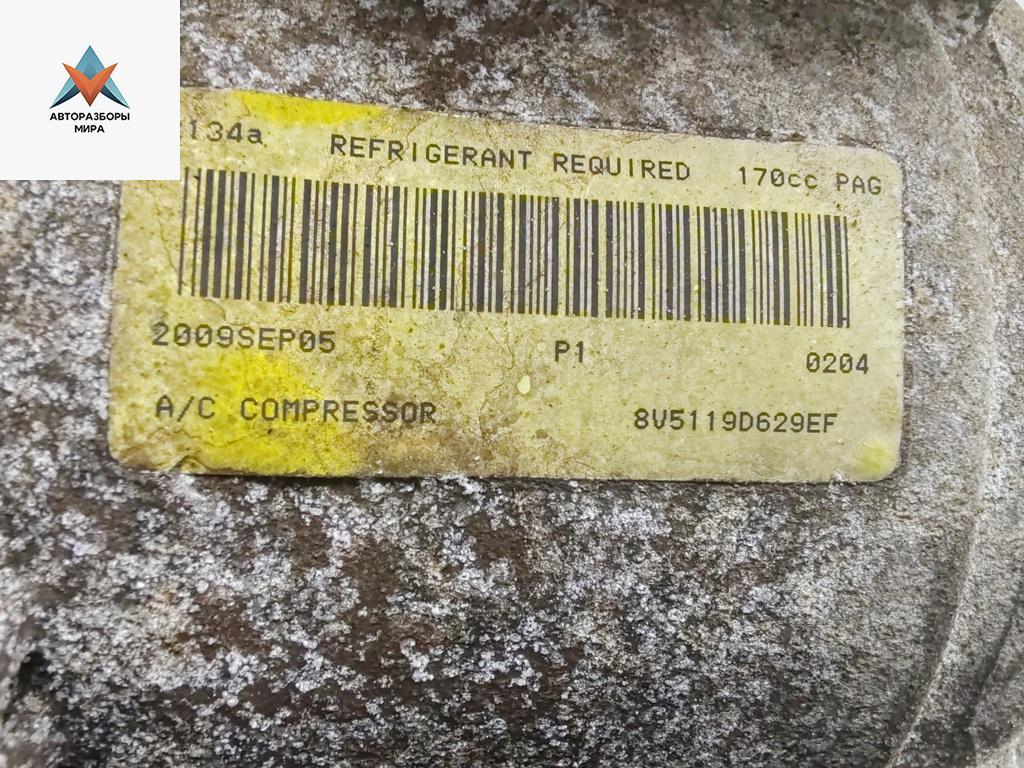 АВТОРАЗБОРЫ
МИРА
134a REFRIGERANT REQUIRED 170cc PAG
2009SEP05 P1 0204
A/C COMPRESSOR 8V5119D629EF